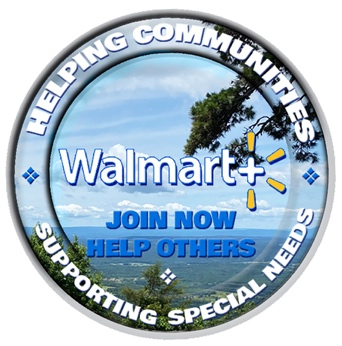 HELPING COMMUNITIES
Walmart+
JOIN NOW
HELP OTHERS
SUPPORTING SPECIAL NEEDS